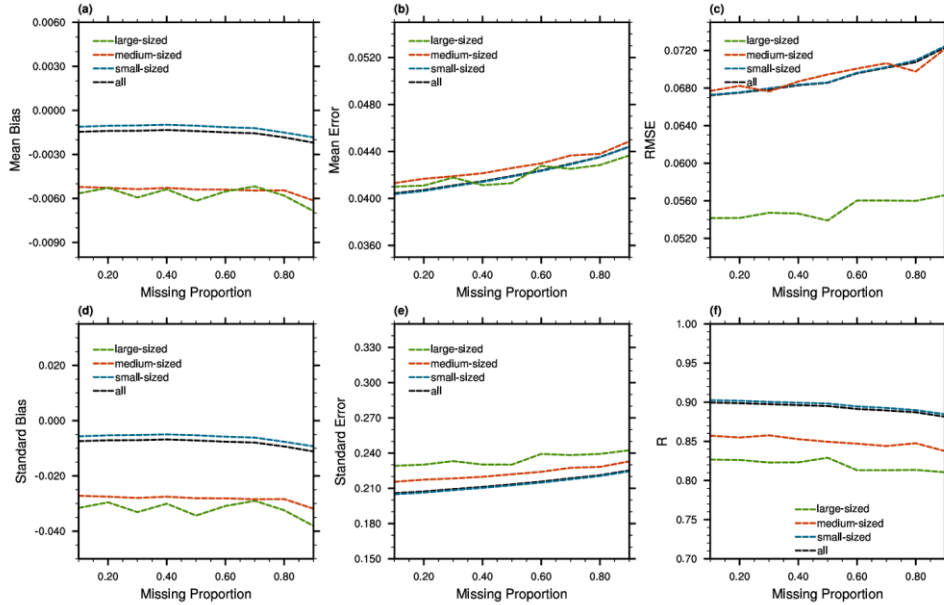 (a)
0.0060
0.0030
0.0000
-0.0030
-0.0060
-0.0090
Mean Bias
large-sized
medium-sized
small-sized
all
0.20 0.40 0.60 0.80
Missing Proportion
(b)
0.0520
0.0480
0.0440
0.0400
0.0360
Mean Error
large-sized
medium-sized
small-sized
all
0.20 0.40 0.60 0.80
Missing Proportion
(c)
0.0720
0.0680
0.0640
0.0600
0.0560
0.0520
RMSE
large-sized
medium-sized
small-sized
all
0.20 0.40 0.60 0.80
Missing Proportion
(d)
0.020
0.000
-0.020
-0.040
Standard Bias
large-sized
medium-sized
small-sized
all
0.20 0.40 0.60 0.80
Missing Proportion
(e)
0.330
0.300
0.270
0.240
0.210
0.180
0.150
Standard Error
large-sized
medium-sized
small-sized
all
0.20 0.40 0.60 0.80
Missing Proportion
(f)
1.00
0.95
0.90
0.85
0.80
0.75
0.70
R
large-sized
medium-sized
small-sized
all
0.20 0.40 0.60 0.80
Missing Proportion